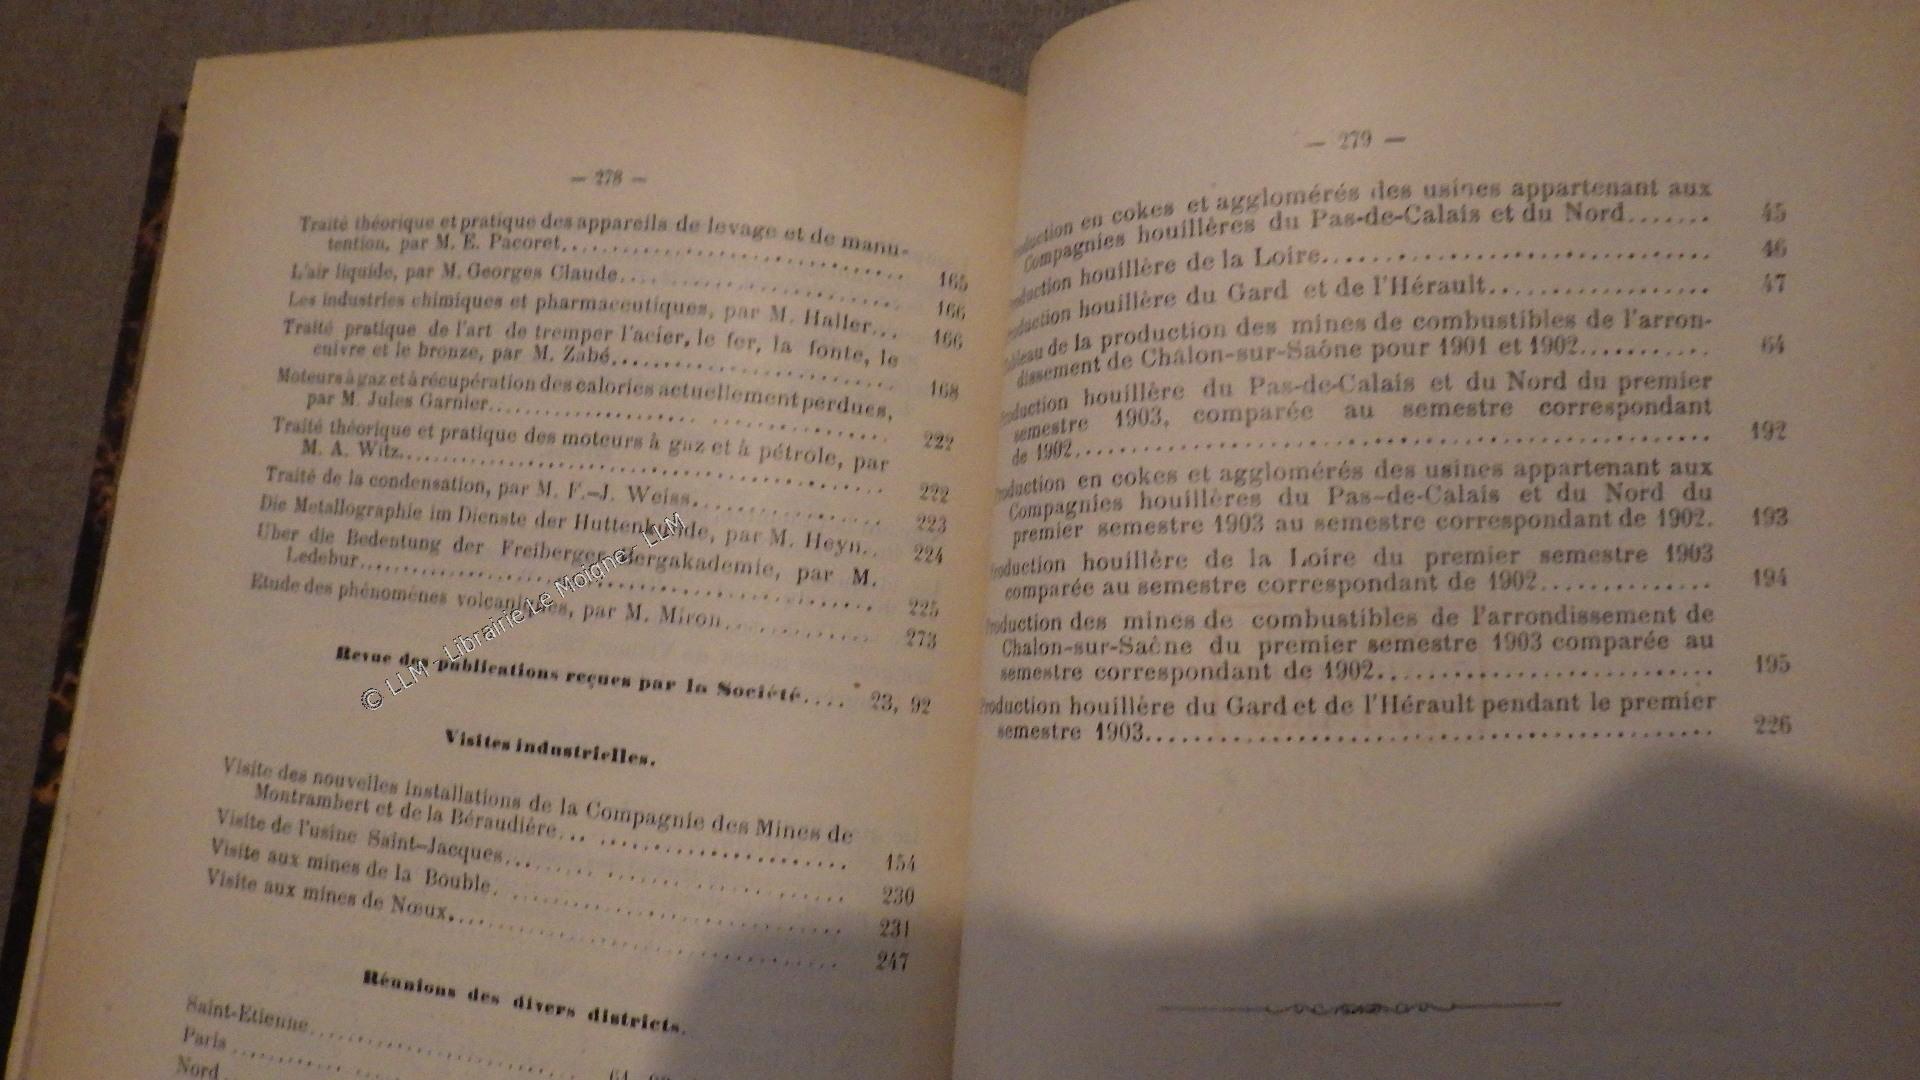 — 278 —
Traité théorique et pratique des appareils de levage et de manu-
tention, par M. E. Pacoret.......... 165
L'air liquide, par M. Georges Claude.......... 166
Les industries chimiques et pharmaceutiques, par M. Haller... 166
Traité pratique de l'art de tremper l'acier, le fer, la fonte, le
cuivre et le bronze, par M. Zabé.......... 168
Moteurs à gaz et à récupération des calories actuellement perdues,
par M. Jules Garnier.......... 222
Traité théorique et pratique des moteurs à gaz et à pétrole, par
M. A. Witz.......... 222
Traité de la condensation, par M. F.-J. Weiss.......... 223
Die Metallographie im Dienste der Huttenkunde, par M. Heyn.. 224
Uber die Bedentung der Freiberger Bergakademie, par M.
Ledebur.......... 225
Etude des phénomènes volcaniques, par M. Miron.......... 273
Revue des publications reçues par la Société.... 23, 92
Visites industrielles.
Visite des nouvelles installations de la Compagnie des Mines de
Montrambert et de la Béraudière.......... 154
Visite de l'usine Saint-Jacques.......... 230
Visite aux mines de la Bouble.......... 231
Visite aux mines de Nœux.......... 247
Réunions des divers districts.
Saint-Etienne..........
Paris..........
Nord..........
© LLM - Librairie Le Moigne - LLM
— 279 —
Production en cokes et agglomérés des usines appartenant aux
Compagnies houillères du Pas-de-Calais et du Nord....... 45
Production houillère de la Loire.......... 46
Production houillère du Gard et de l'Hérault.......... 47
Tableau de la production des mines de combustibles de l'arron-
dissement de Châlon-sur-Saône pour 1901 et 1902.......... 64
Production houillère du Pas-de-Calais et du Nord du premier
semestre 1903, comparée au semestre correspondant
de 1902.......... 192
Production en cokes et agglomérés des usines appartenant aux
Compagnies houillères du Pas-de-Calais et du Nord du
premier semestre 1903 au semestre correspondant de 1902. 193
Production houillère de la Loire du premier semestre 1903
comparée au semestre correspondant de 1902.......... 194
Production des mines de combustibles de l'arrondissement de
Chalon-sur-Saône du premier semestre 1903 comparée au
semestre correspondant de 1902.......... 195
Production houillère du Gard et de l'Hérault pendant le premier
semestre 1903.......... 226